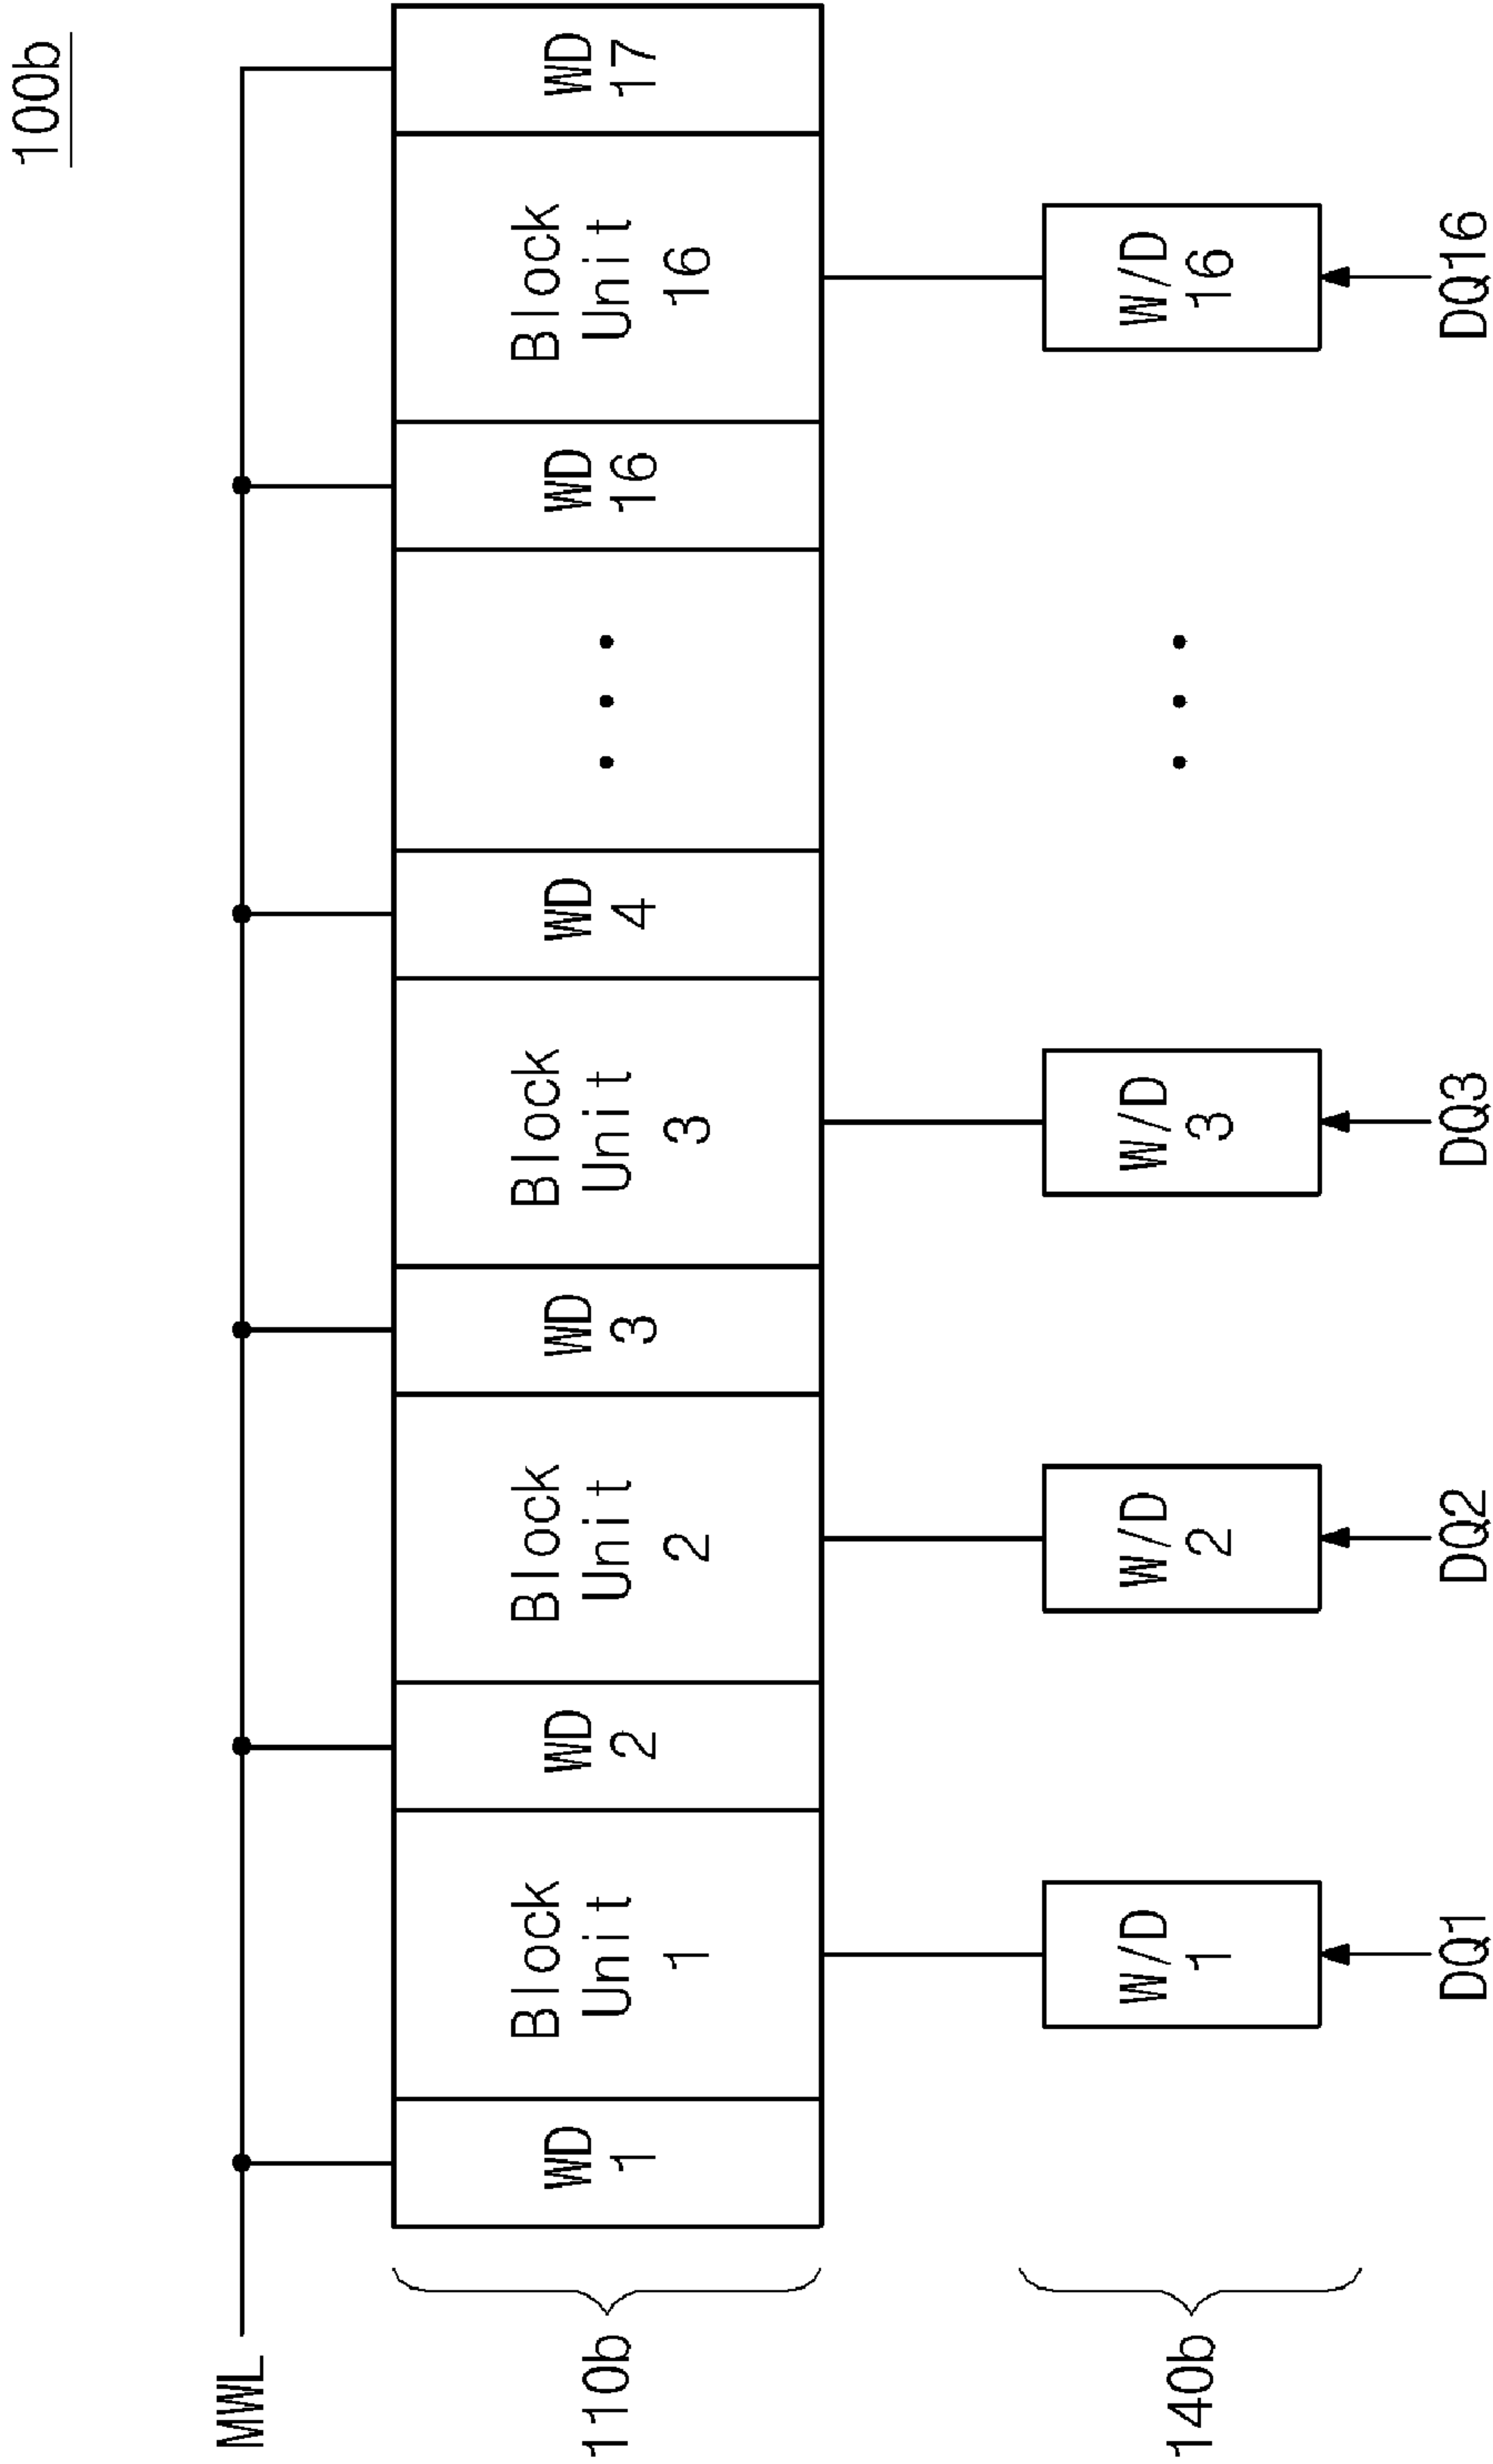 100b
MWL
WD
1
Block
Unit
1
WD
2
Block
Unit
2
WD
3
Block
Unit
3
WD
4
WD
16
Block
Unit
16
WD
17
110b
W/D
1
W/D
2
W/D
3
W/D
16
140b
DQ1
DQ2
DQ3
DQ16